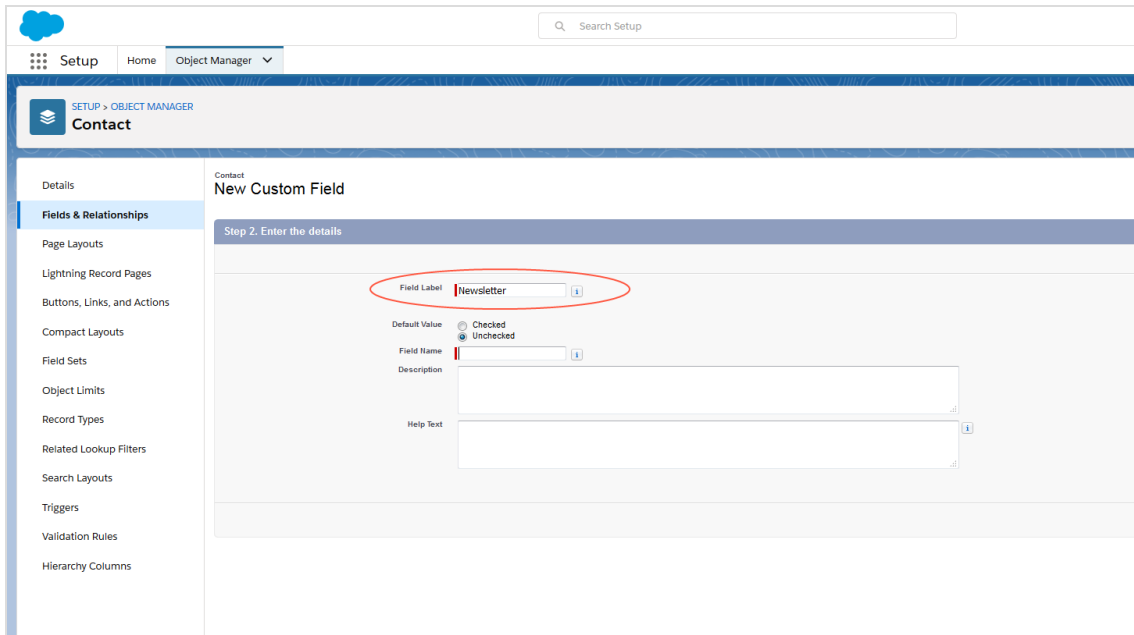 Search Setup
Setup
Home
Object Manager
SETUP > OBJECT MANAGER
Contact
Details
Fields & Relationships
Page Layouts
Lightning Record Pages
Buttons, Links, and Actions
Compact Layouts
Field Sets
Object Limits
Record Types
Related Lookup Filters
Search Layouts
Triggers
Validation Rules
Hierarchy Columns
Contact
New Custom Field
Step 2. Enter the details
Field Label Newsletter i
Default Value Checked
Unchecked
Field Name i
Description
Help Text i